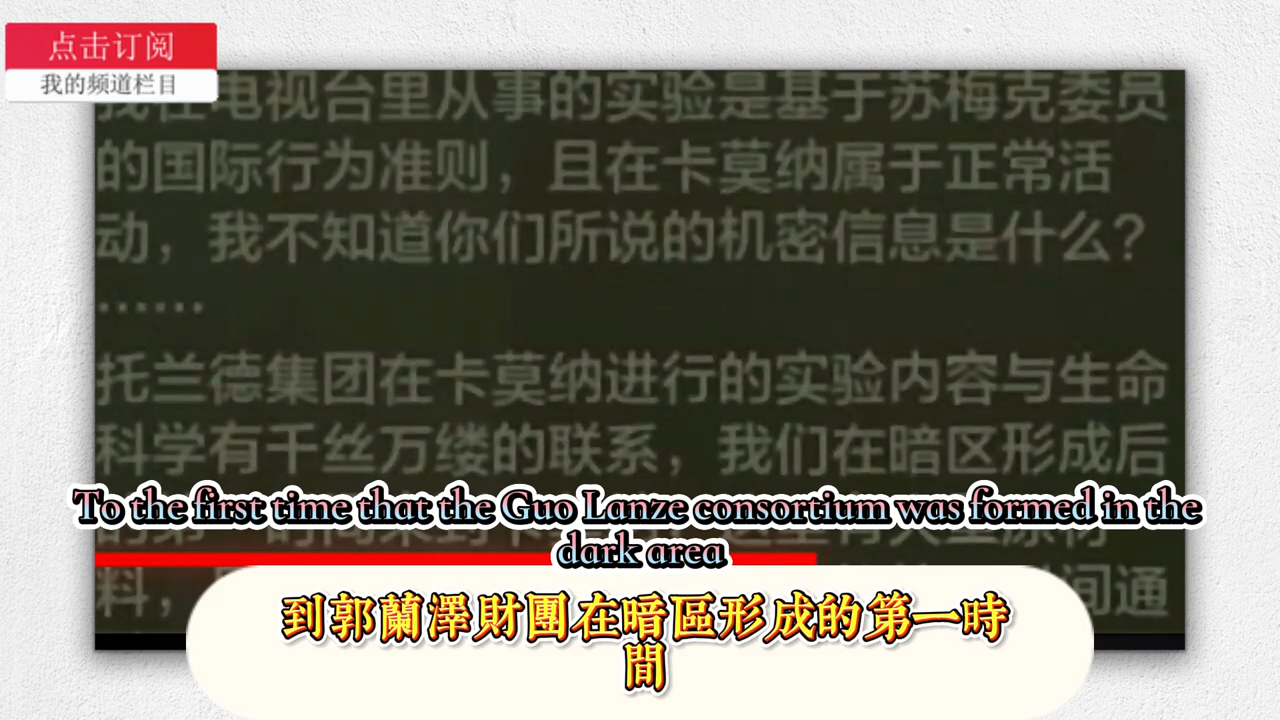 点击订阅
我的频道栏目
我在电视台里从事的实验是基于苏梅克委员
的国际行为准则，且在卡莫纳属于正常活
动，我不知道你们所说的机密信息是什么？
……
托兰德集团在卡莫纳进行的实验内容与生命
科学有千丝万缕的联系，我们在暗区形成后
To the first time that the Guo Lanze consortium was formed in the
dark area
料，
间通
到郭蘭澤財團在暗區形成的第一時
間